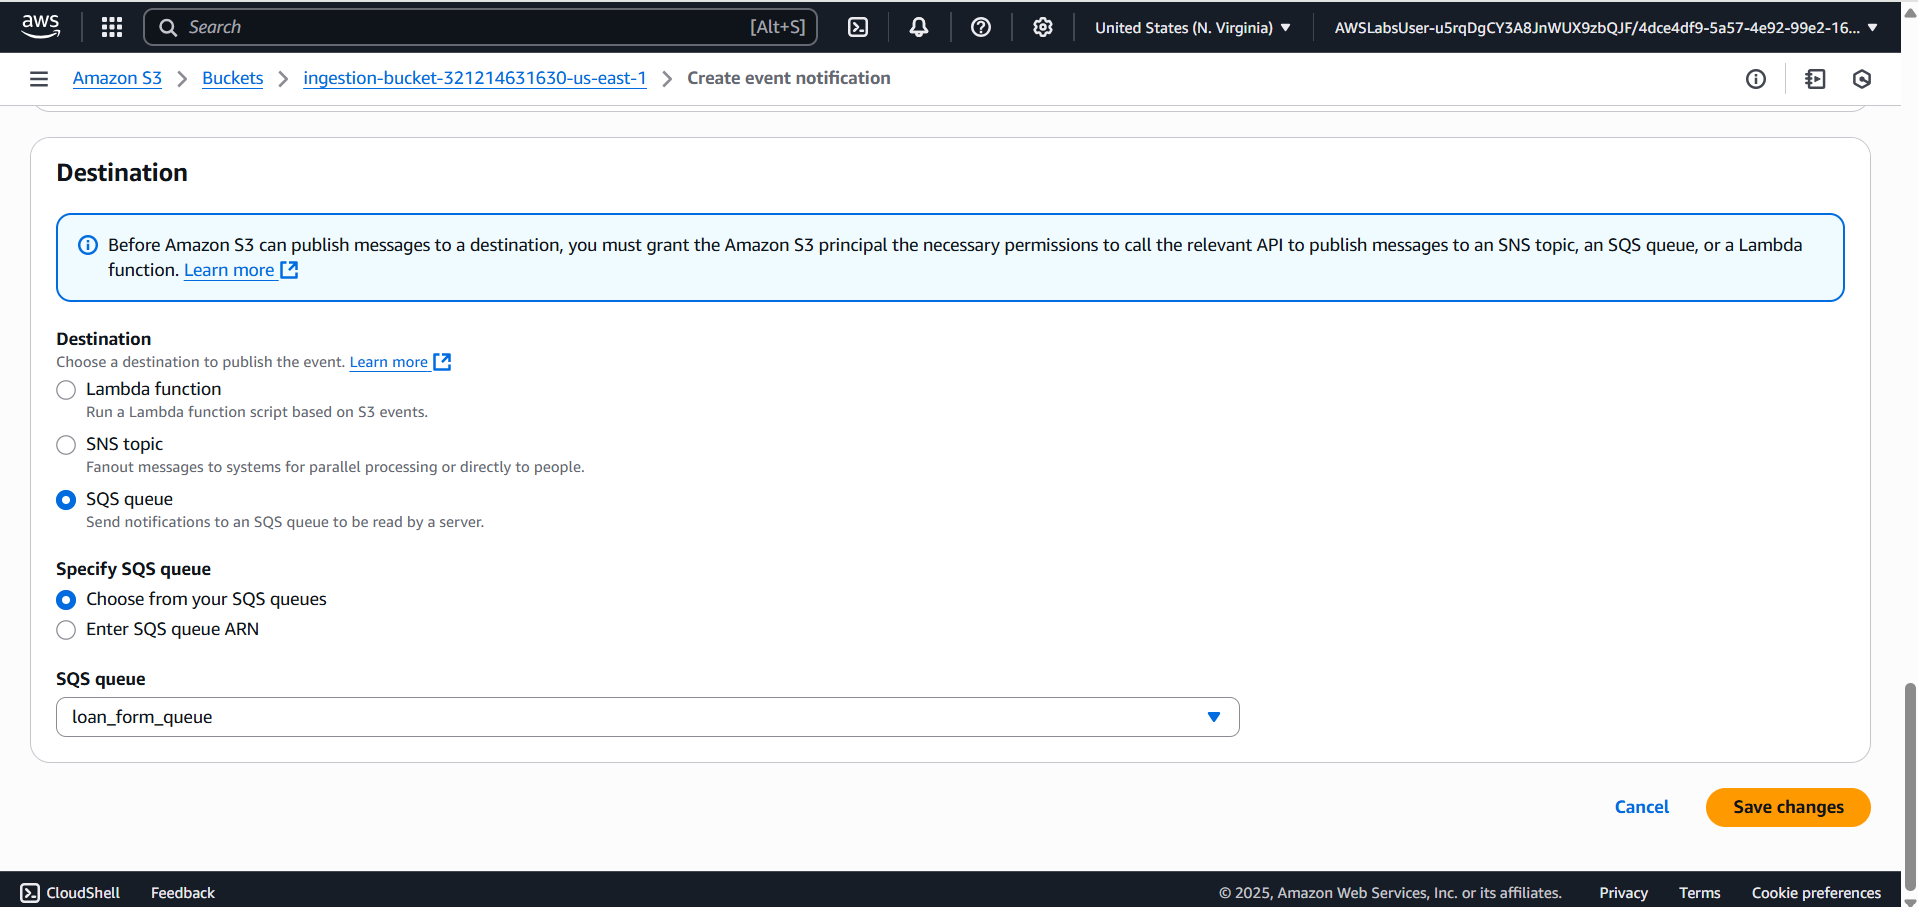 aws
Search
[Alt+S]
United States (N. Virginia)
AWSLabsUser-u5rqDgCY3A8JnWUX9zbQJF/4dce4df9-5a57-4e92-99e2-16...
Amazon S3
Buckets
ingestion-bucket-321214631630-us-east-1
Create event notification
Destination
Before Amazon S3 can publish messages to a destination, you must grant the Amazon S3 principal the necessary permissions to call the relevant API to publish messages to an SNS topic, an SQS queue, or a Lambda
function. Learn more
Destination
Choose a destination to publish the event. Learn more
Lambda function
Run a Lambda function script based on S3 events.
SNS topic
Fanout messages to systems for parallel processing or directly to people.
SQS queue
Send notifications to an SQS queue to be read by a server.
Specify SQS queue
Choose from your SQS queues
Enter SQS queue ARN
SQS queue
loan_form_queue
Cancel
Save changes
CloudShell
Feedback
© 2025, Amazon Web Services, Inc. or its affiliates.
Privacy
Terms
Cookie preferences